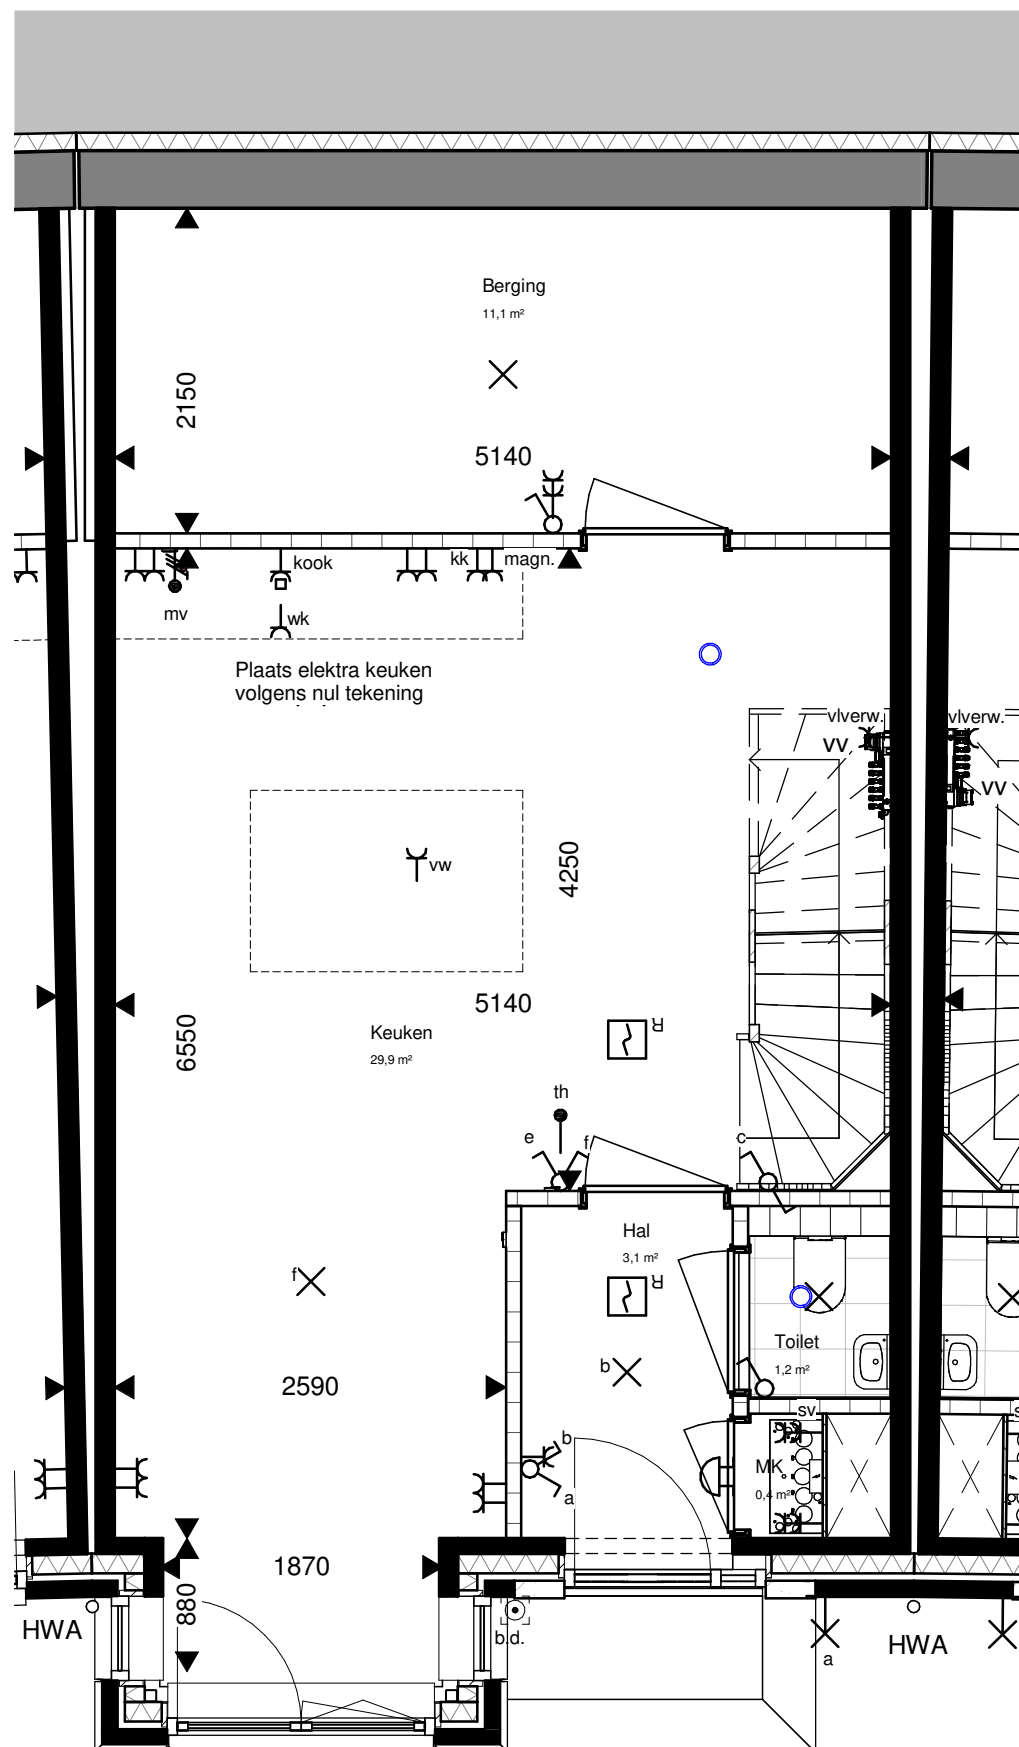 Berging
11,1 m²
2150
5140
kook
kk
magn.
mv
wk
Plaats elektra keuken
volgens nul tekening
vlverw.
vlverw.
vv
vv
vw
4250
5140
6550
Keuken
29,9 m²
R
th
e
f
c
Hal
3,1 m²
R
f
b
Toilet
1,2 m²
2590
sv
s
b
a
MK
0,4 m²
1870
880
HWA
b.d.
a
HWA